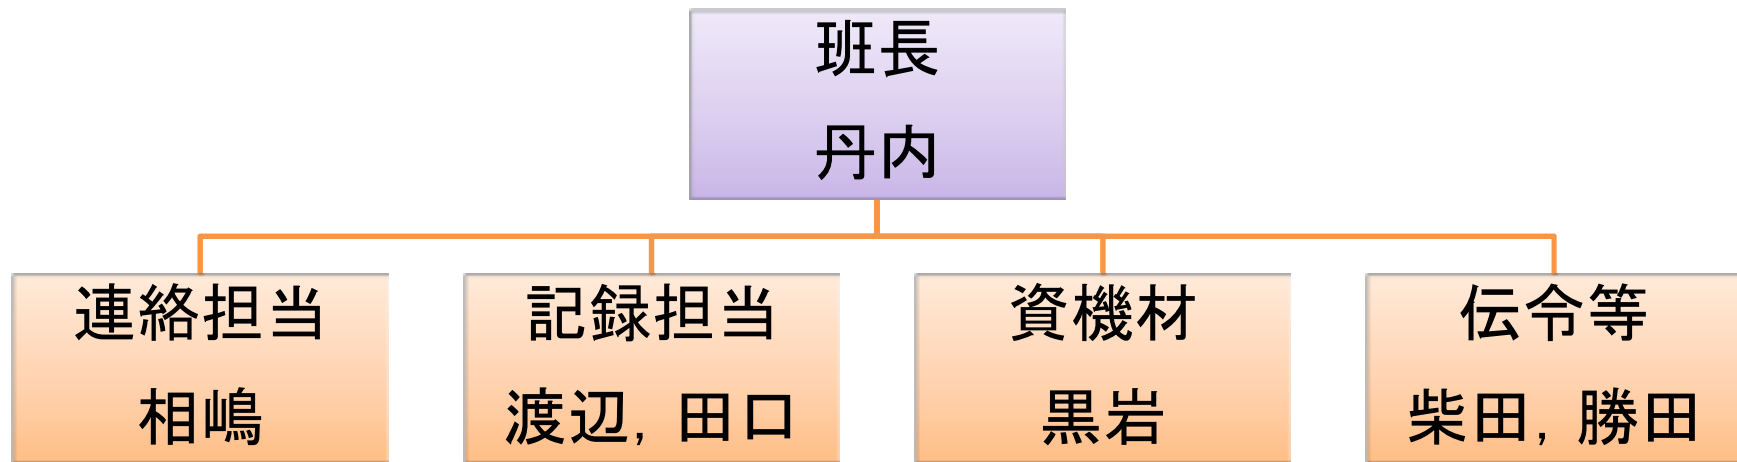 班長
丹内
連絡担当
相嶋
記録担当
渡辺, 田口
資機材
黒岩
伝令等
柴田, 勝田